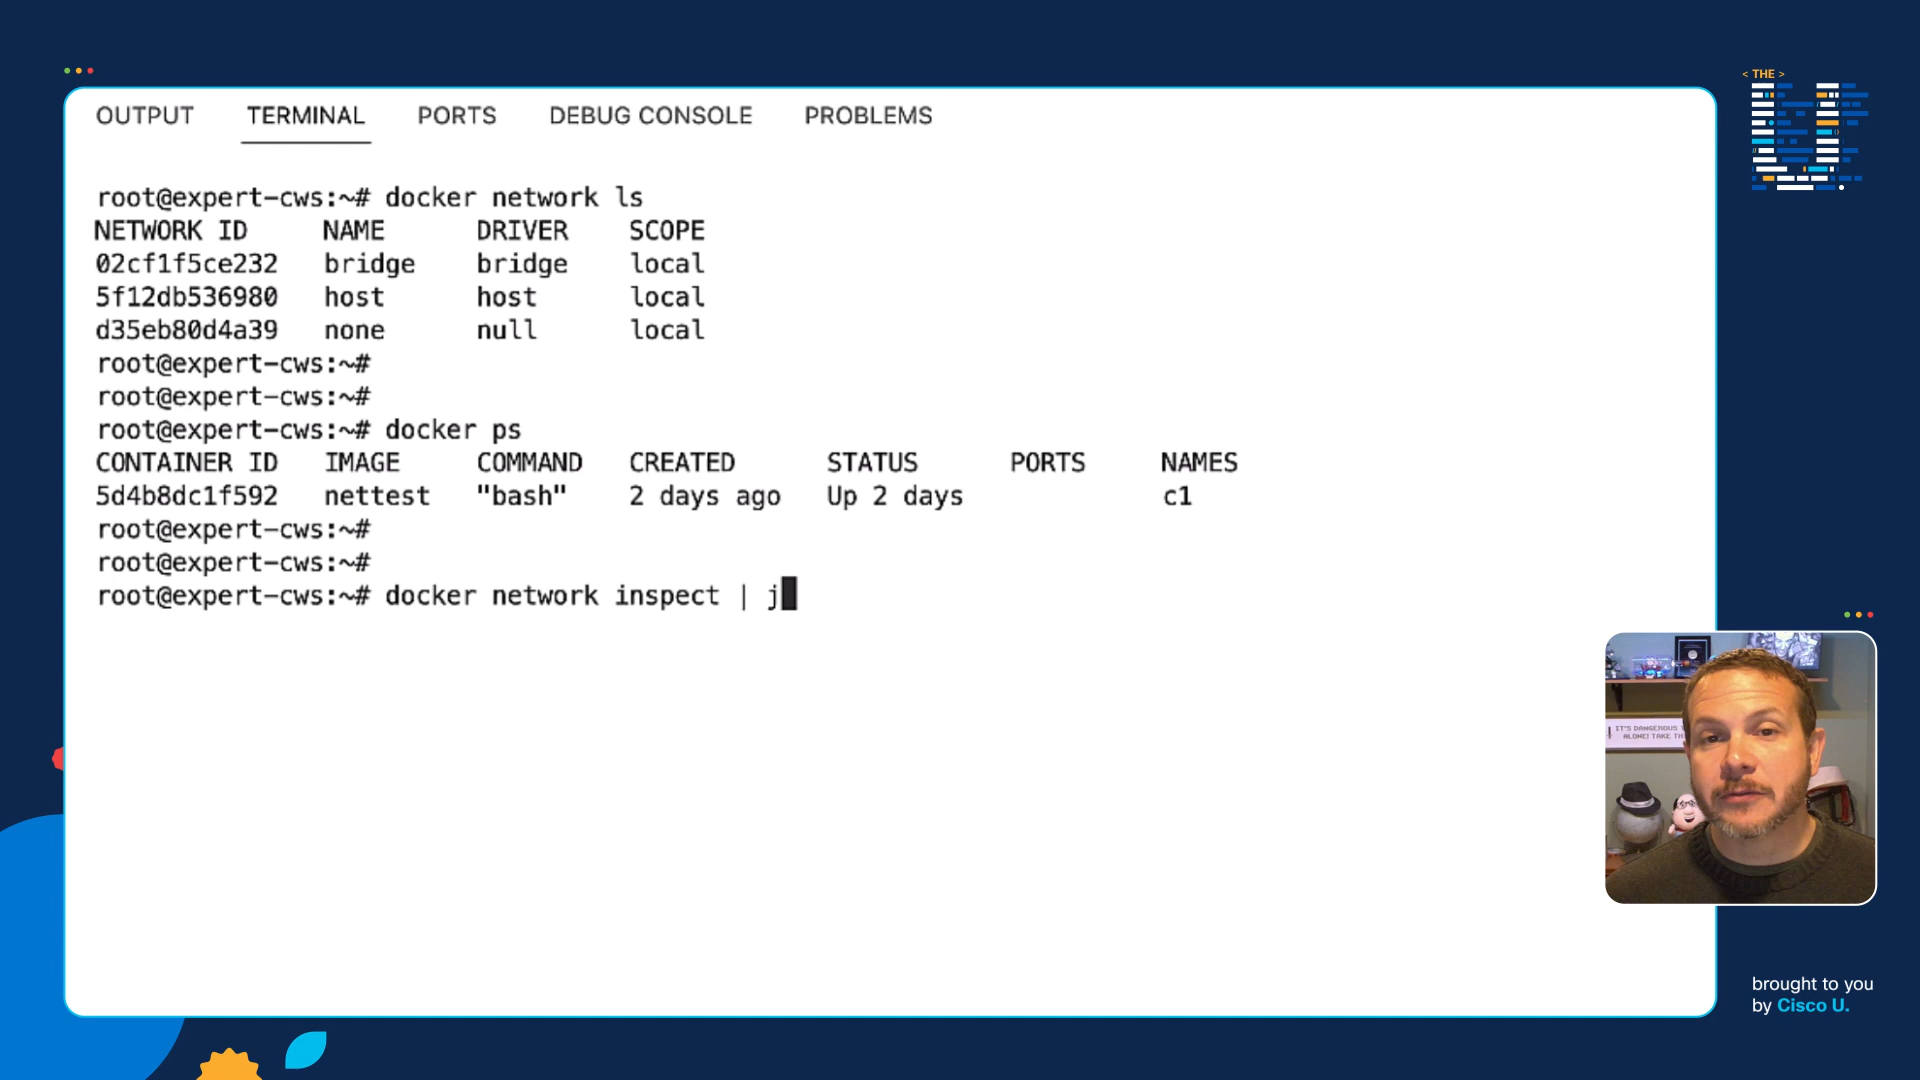 < THE >
OUTPUT TERMINAL PORTS DEBUG CONSOLE PROBLEMS
root@expert-cws:~# docker network ls
NETWORK ID NAME DRIVER SCOPE
02cf1f5ce232 bridge bridge local
5f12db536980 host host local
d35eb80d4a39 none null local
root@expert-cws:~#
root@expert-cws:~#
root@expert-cws:~# docker ps
CONTAINER ID IMAGE COMMAND CREATED STATUS PORTS NAMES
5d4b8dc1f592 nettest "bash" 2 days ago Up 2 days c1
root@expert-cws:~#
root@expert-cws:~#
root@expert-cws:~# docker network inspect | j
IT'S DANGEROUS
ALONE! TAKE
brought to you
by Cisco U.